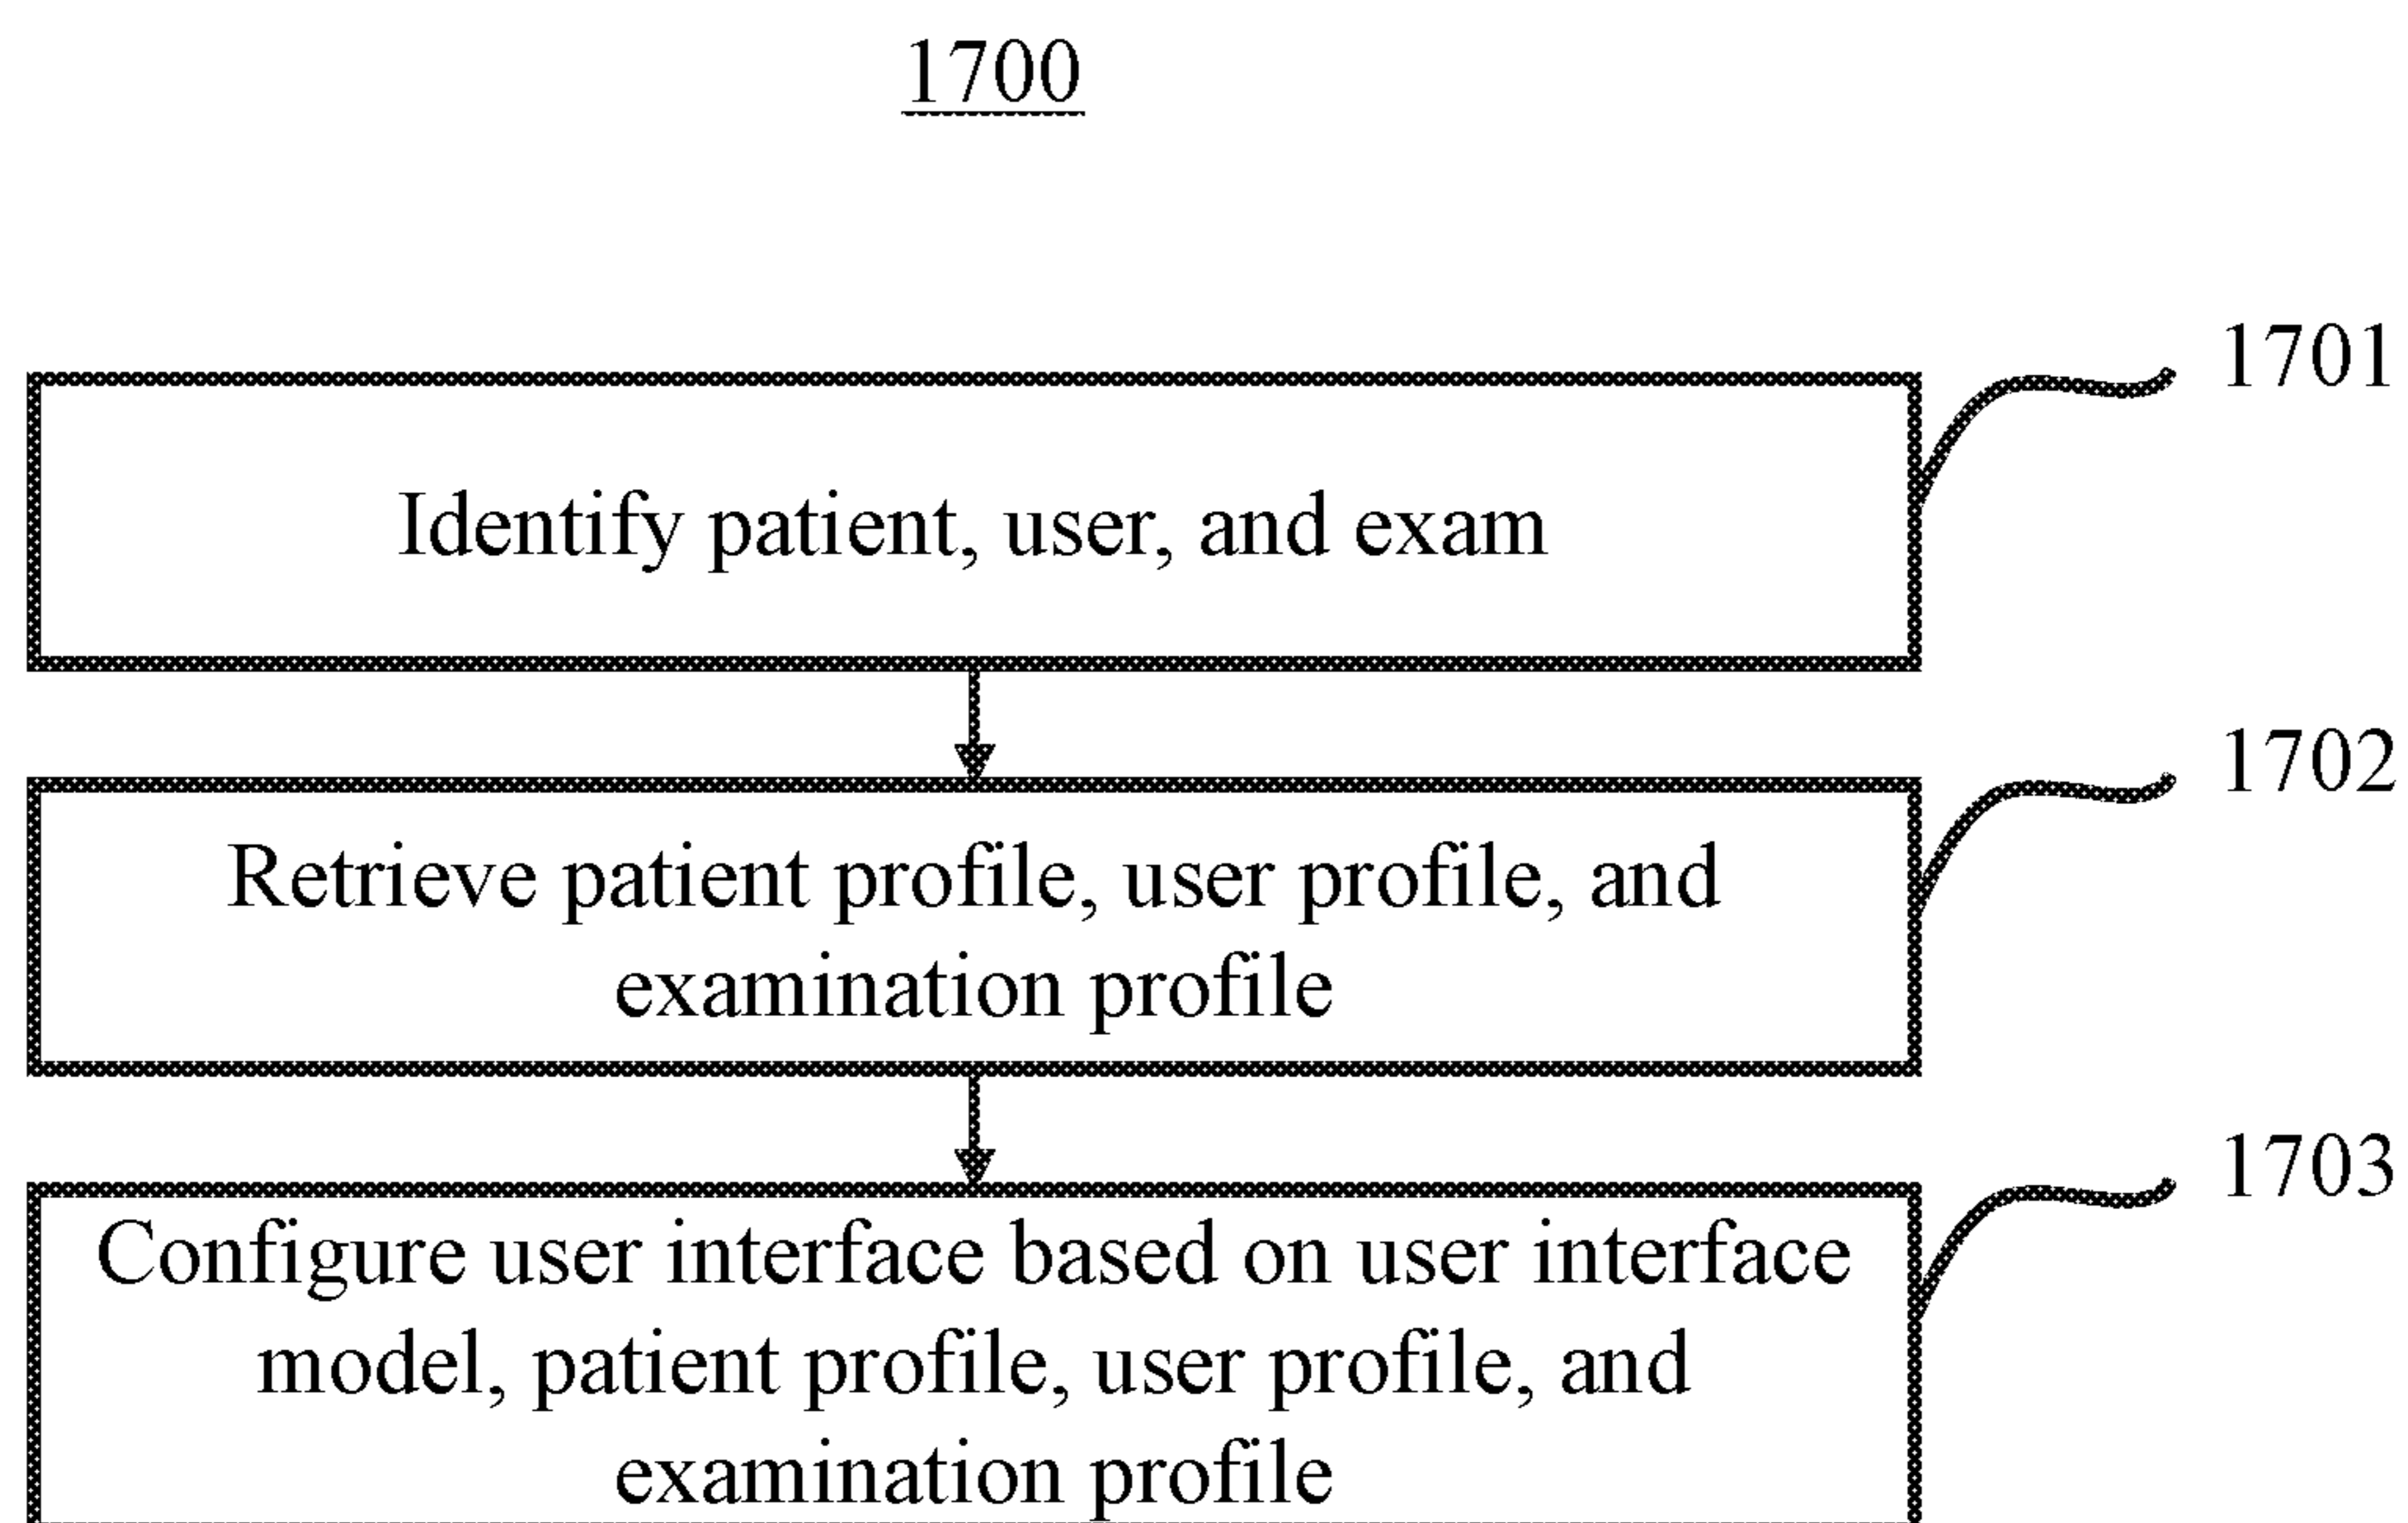 1700
1701
Identify patient, user, and exam
1702
Retrieve patient profile, user profile, and
examination profile
1703
Configure user interface based on user interface
model, patient profile, user profile, and
examination profile